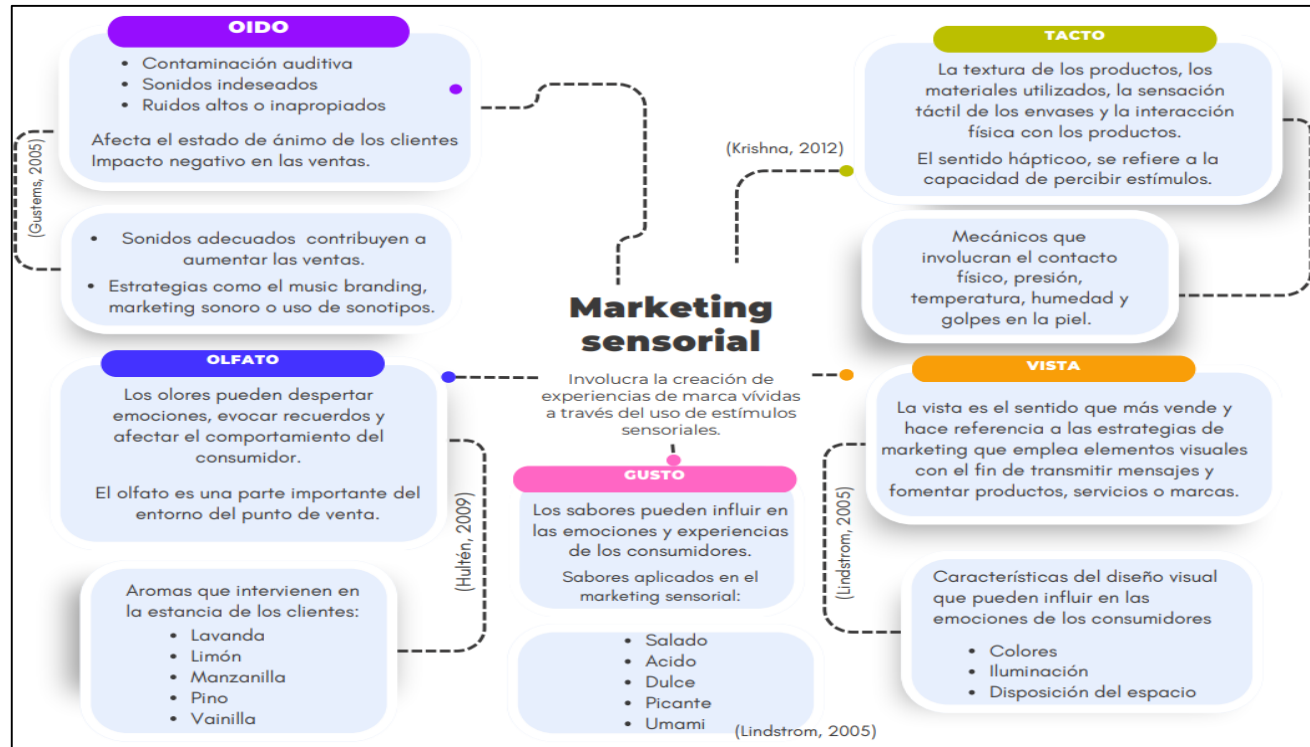 OIDO
• Contaminación auditiva
• Sonidos indeseados
• Ruidos altos o inapropiados
Afecta el estado de ánimo de los clientes
Impacto negativo en las ventas.
(Gustems, 2005)
• Sonidos adecuados contribuyen a
aumentar las ventas.
• Estrategias como el music branding,
marketing sonoro o uso de sonotipos.
TACTO
La textura de los productos, los
materiales utilizados, la sensación
táctil de los envases y la interacción
física con los productos.
El sentido hápticoo, se refiere a la
capacidad de percibir estímulos.
(Krishna, 2012)
Mecánicos que
involucran el contacto
físico, presión,
temperatura, humedad y
golpes en la piel.
Marketing
sensorial
Involucra la creación de
experiencias de marca vívidas
a través del uso de estímulos
sensoriales.
OLFATO
Los olores pueden despertar
emociones, evocar recuerdos y
afectar el comportamiento del
consumidor.
El olfato es una parte importante del
entorno del punto de venta.
(Hultén, 2009)
Aromas que intervienen en
la estancia de los clientes:
• Lavanda
• Limón
• Manzanilla
• Pino
• Vainilla
GUSTO
Los sabores pueden influir en
las emociones y experiencias
de los consumidores.
Sabores aplicados en el
marketing sensorial:
• Salado
• Acido
• Dulce
• Picante
• Umami
(Lindstrom, 2005)
VISTA
La vista es el sentido que más vende y
hace referencia a las estrategias de
marketing que emplea elementos visuales
con el fin de transmitir mensajes y
fomentar productos, servicios o marcas.
(Lindstrom, 2005)
Características del diseño visual
que pueden influir en las
emociones de los consumidores
• Colores
• Iluminación
• Disposición del espacio